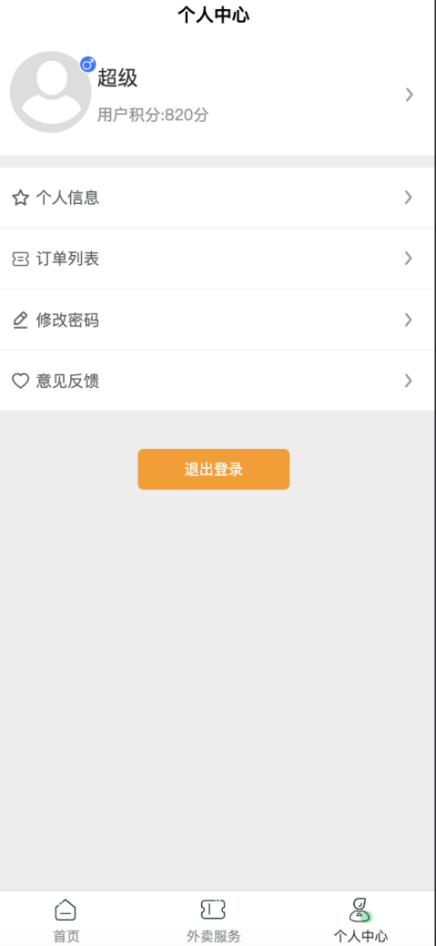 个人中心
超级
用户积分:820分
个人信息
订单列表
修改密码
意见反馈
退出登录
首页
外卖服务
个人中心